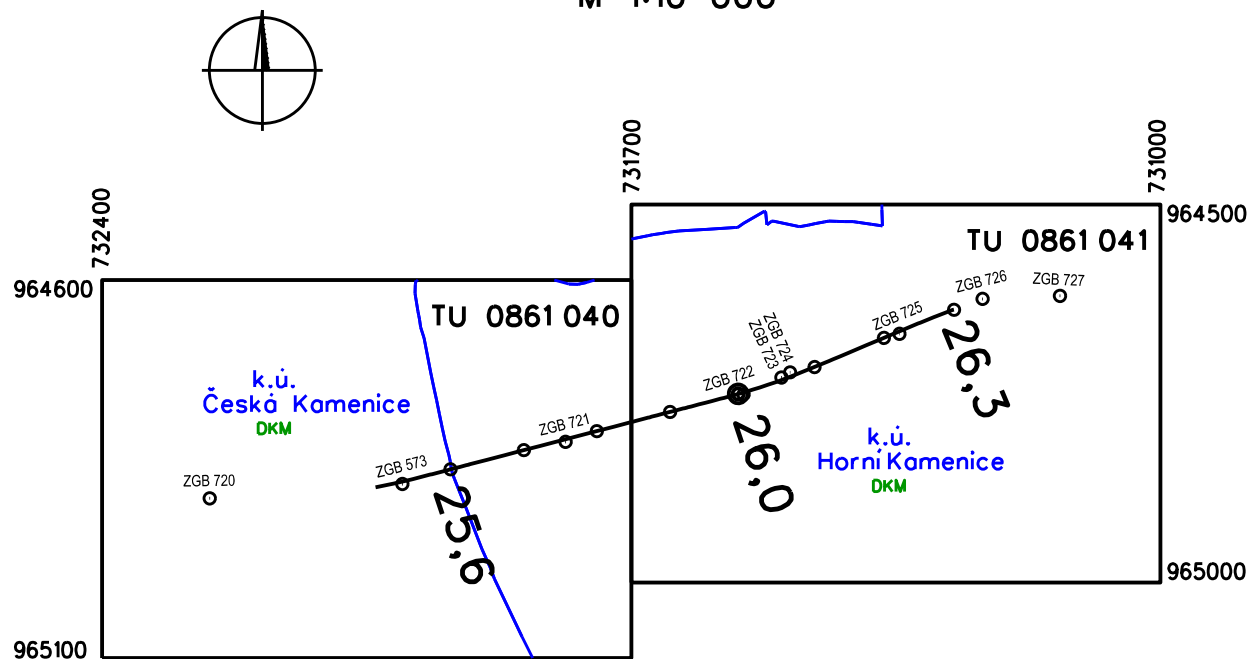 731700
731000
732400
964500
TU 0861 041
964600
TU 0861 040
ZGB 726
ZGB 727
ZGB 725
ZGB 724
ZGB 723
ZGB 722
26,3
k.ú.
Česká Kamenice
DKM
ZGB 721
26,0
k.ú.
Horní Kamenice
DKM
ZGB 573
ZGB 720
25,6
965000
965100